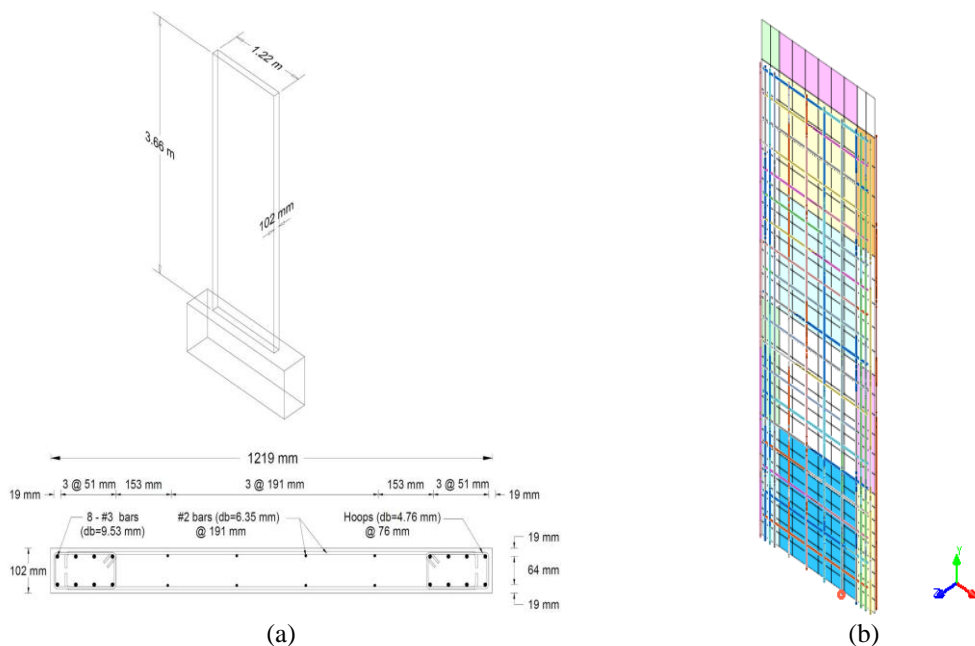 1.22 m
3.66 m
102 mm
1219 mm
19 mm 3 @ 51 mm 153 mm 3 @ 191 mm 153 mm 3 @ 51 mm 19 mm
8 - #3 bars
(db=9.53 mm)
#2 bars (db=6.35 mm)
@ 191 mm
Hoops (db=4.76 mm)
@ 76 mm
102 mm
19 mm
64 mm
19 mm
Y
(a) (b)